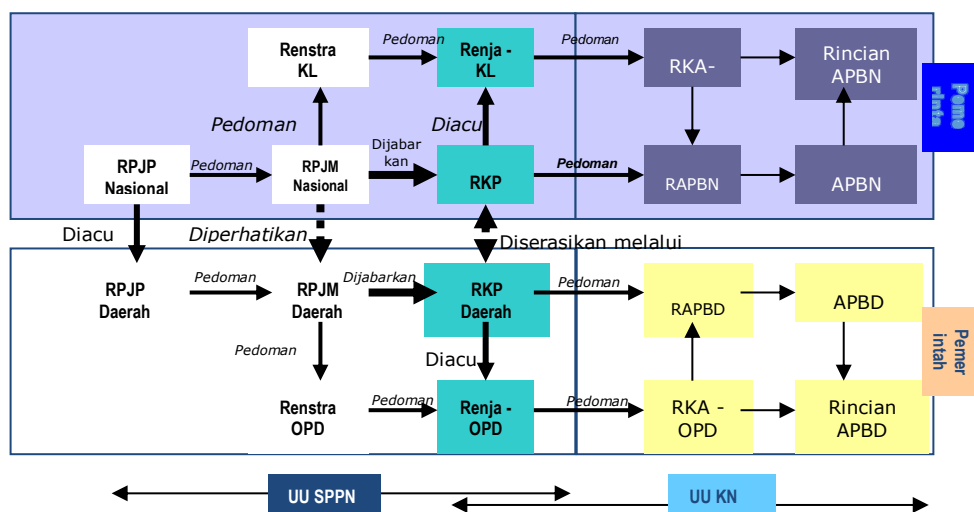 Pedoman
Pedoman
Renstra
KL
Renja -
KL
RKA-
Rincian
APBN
Peme
rinta
Pedoman
Diacu
Dijabar
kan
RPJP
Nasional
Pedoman
RPJM
Nasional
RKP
Pedoman
RAPBN
APBN
Diacu
Diperhatikan
Diserasikan melalui
RPJP
Daerah
Pedoman
RPJM
Daerah
Dijabarkan
RKP
Daerah
Pedoman
RAPBD
APBD
Pemer
intah
Pedoman
Diacu
Renstra
OPD
Pedoman
Renja -
OPD
Pedoman
RKA -
OPD
Rincian
APBD
UU SPPN
UU KN